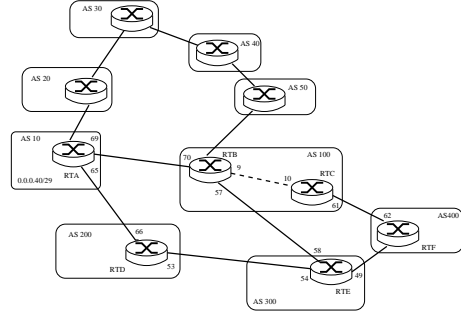 AS 30
AS 40
AS 20
AS 50
AS 10
69
RTA
65
0.0.0.40/29
70
RTB
9
AS 100
RTC
10
57
61
62
AS400
RTF
AS 200
66
RTD
53
58
54
49
RTE
AS 300